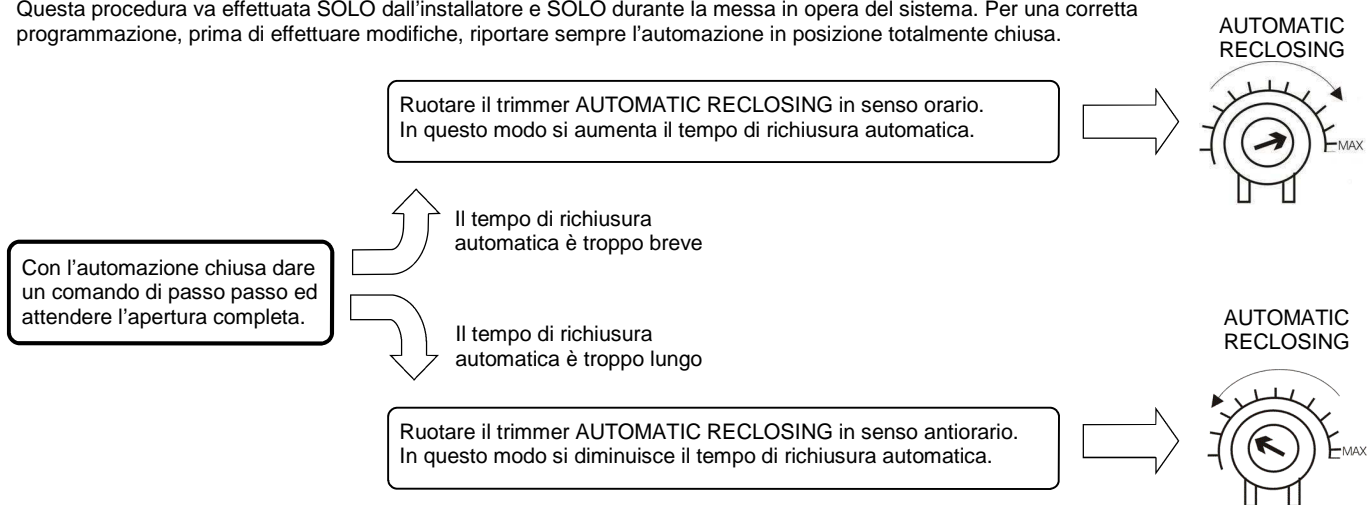 Questa procedura va effettuata SOLO dall'installatore e SOLO durante la messa in opera del sistema. Per una corretta
programmazione, prima di effettuare modifiche, riportare sempre l'automazione in posizione totalmente chiusa.
AUTOMATIC
RECLOSING
Ruotare il trimmer AUTOMATIC RECLOSING in senso orario.
In questo modo si aumenta il tempo di richiusura automatica.
MAX
Il tempo di richiusura
automatica è troppo breve
Con l'automazione chiusa dare
un comando di passo passo ed
attendere l'apertura completa.
Il tempo di richiusura
automatica è troppo lungo
AUTOMATIC
RECLOSING
Ruotare il trimmer AUTOMATIC RECLOSING in senso antiorario.
In questo modo si diminuisce il tempo di richiusura automatica.
MAX